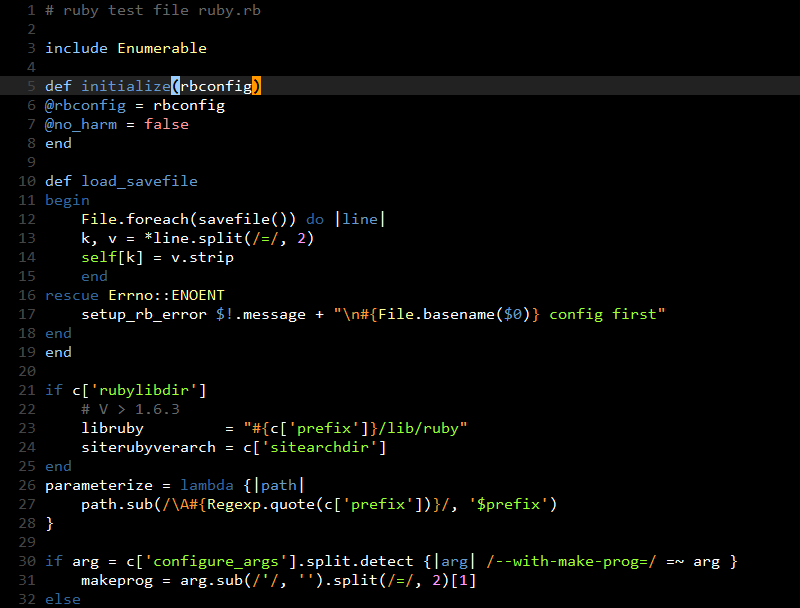 1 # ruby test file ruby.rb
2
3 include Enumerable
4
5 def initialize(rbconfig)
6 @rbconfig = rbconfig
7 @no_harm = false
8 end
9
10 def load_savefile
11 begin
12     File.foreach(savefile()) do |line|
13     k, v = *line.split(/=/, 2)
14     self[k] = v.strip
15     end
16 rescue Errno::ENOENT
17     setup_rb_error $!.message + "\n#{File.basename($0)} config first"
18 end
19 end
20
21 if c['rubylibdir']
22     # V > 1.6.3
23     libruby         = "#{c['prefix']}/lib/ruby"
24     siterubyverarch = c['sitearchdir']
25 end
26 parameterize = lambda {|path|
27     path.sub(/\A#{Regexp.quote(c['prefix'])}/, '$prefix')
28 }
29
30 if arg = c['configure_args'].split.detect {|arg| /--with-make-prog=/ =~ arg }
31     makeprog = arg.sub(/'/, '').split(/=/, 2)[1]
32 else